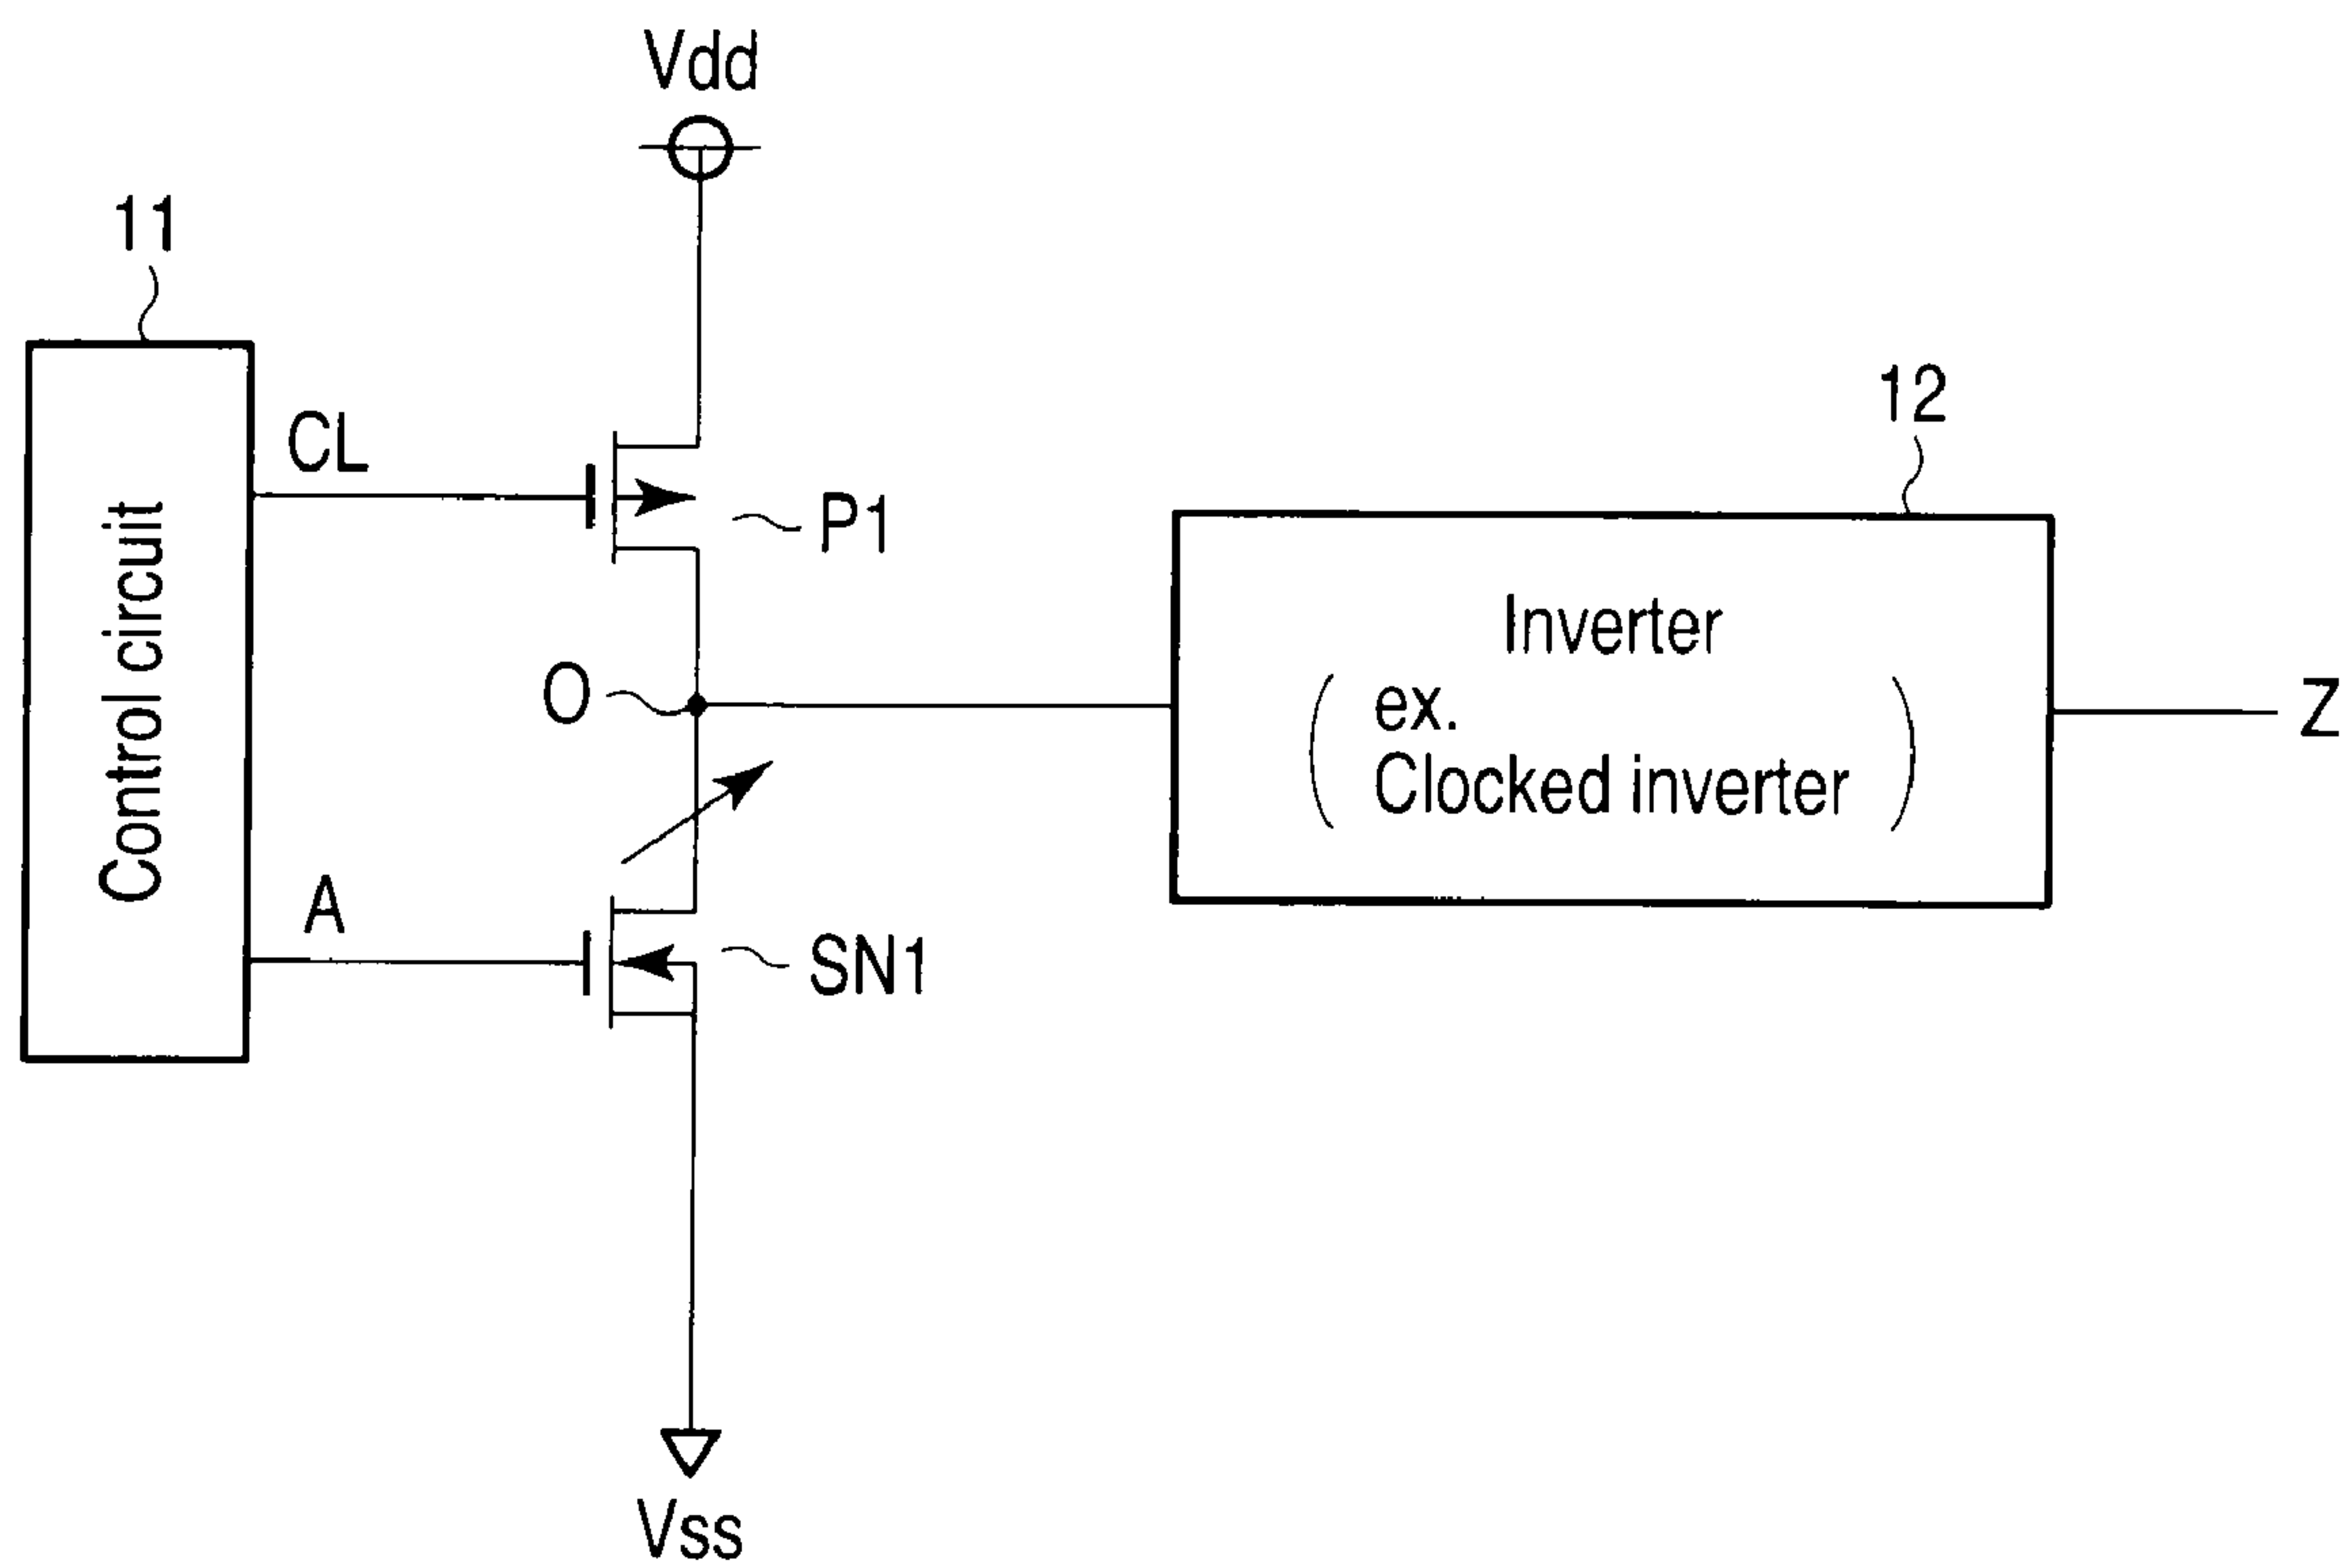 Vdd
11
CL
12
Control circuit
P1
Inverter
O
( ex.
Clocked inverter )
Z
A
SN1
Vss